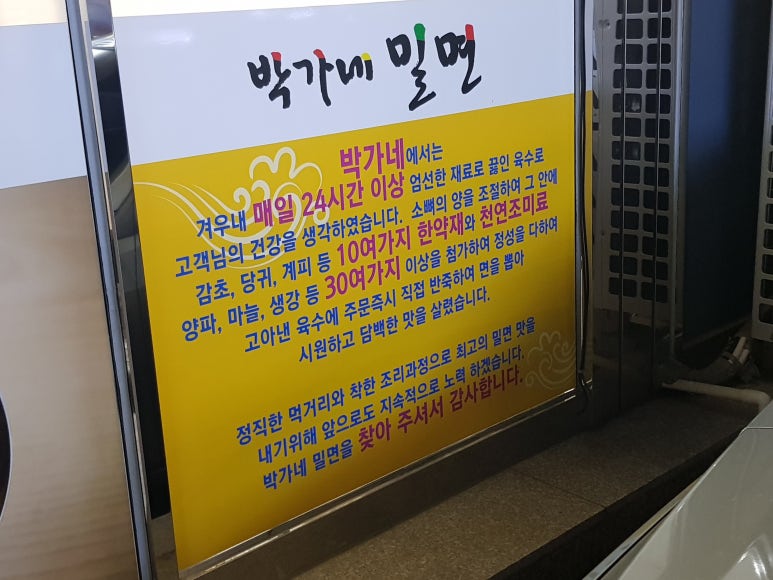 박가네 밀면
박가네에서는
겨우내 매일 24시간 이상 엄선한 재료로 끓인 육수로
고객님의 건강을 생각하였습니다. 소뼈의 양을 조절하여 그 안에
감초, 당귀, 계피 등 10여가지 한약재와 천연조미료
양파, 마늘, 생강 등 30여가지 이상을 첨가하여 정성을 다하여
고아낸 육수에 주문즉시 직접 반죽하여 면을 뽑아
시원하고 담백한 맛을 살렸습니다.
정직한 먹거리와 착한 조리과정으로 최고의 밀면 맛을
내기위해 앞으로도 지속적으로 노력 하겠습니다.
박가네 밀면을 찾아 주셔서 감사합니다.